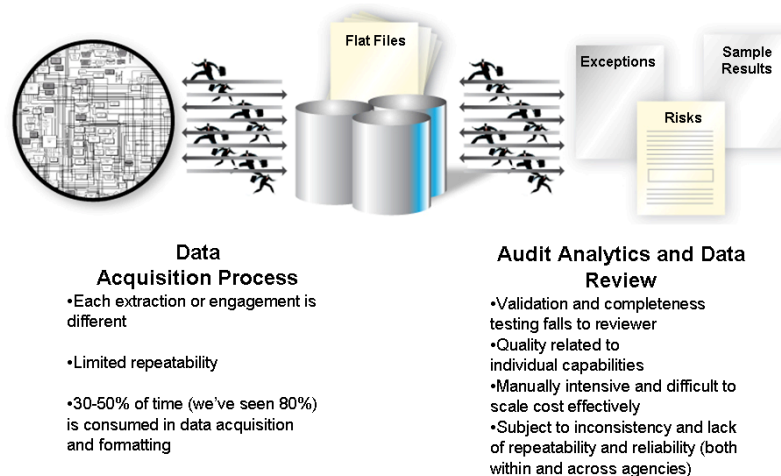 Flat Files
Exceptions
Sample
Results
Risks
Data
Acquisition Process
•Each extraction or engagement is
different
•Limited repeatability
•30-50% of time (we've seen 80%)
is consumed in data acquisition
and formatting
Audit Analytics and Data
Review
•Validation and completeness
testing falls to reviewer
•Quality related to
individual capabilities
•Manually intensive and difficult to
scale cost effectively
•Subject to inconsistency and lack
of repeatability and reliability (both
within and across agencies)